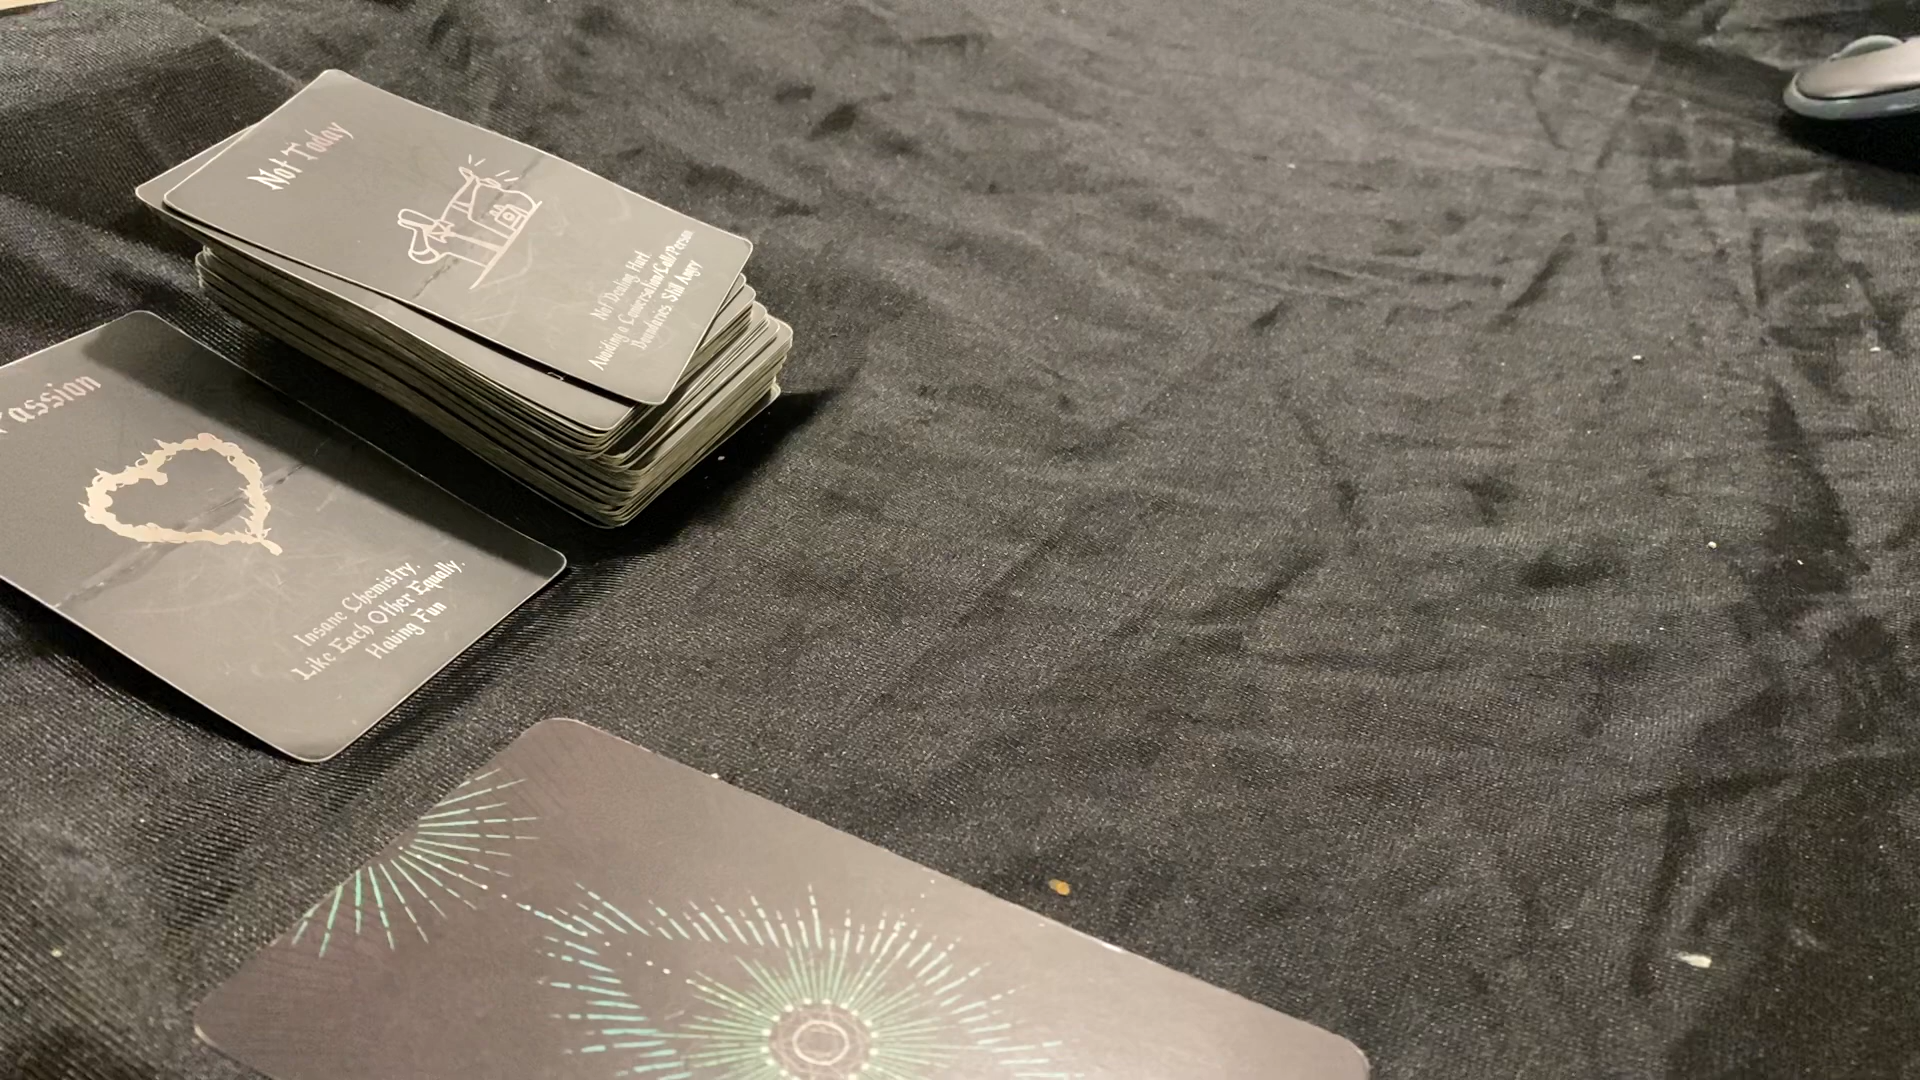 Not Today
Not Dealing, Hurt,
Avoiding a Conversation/Call/Person
Boundaries, Still Angry
Passion
Insane Chemistry,
Like Each Other Equally,
Having Fun